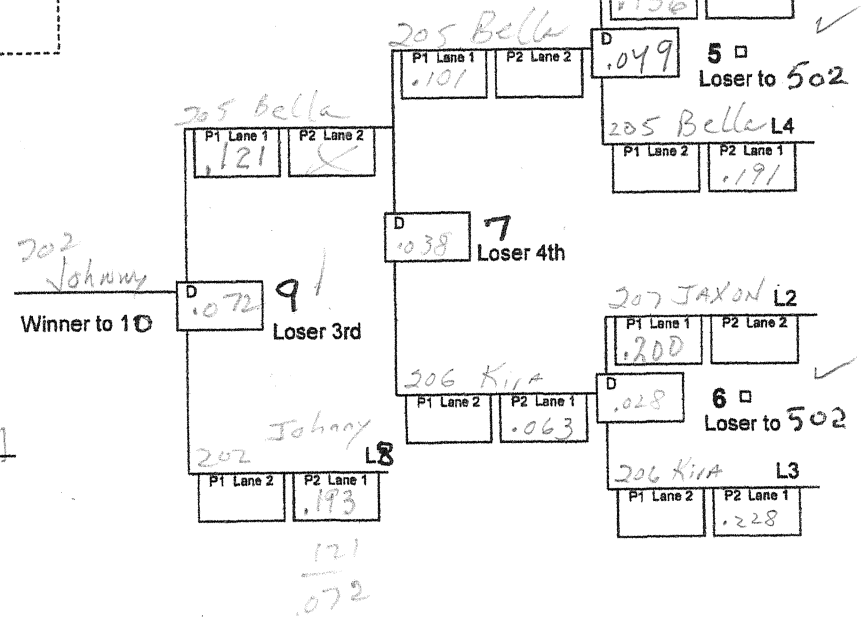 .156
205 Bella
D
.049
5
Loser to 502
P1 Lane 1
P2 Lane 2
.101
205 Bella
205 Bella L4
P1 Lane 1
P2 Lane 2
.121
X
P1 Lane 2
P2 Lane 1
.191
D
.038
7
Loser 4th
202
Johnny
D
.072
9
Loser 3rd
Winner to 10
207 JAXON L2
P1 Lane 1
P2 Lane 2
.200
206 Kira
D
.028
6
Loser to 502
P1 Lane 2
P2 Lane 1
.063
202 Johnny L8
P1 Lane 2
P2 Lane 1
.193
206 Kira L3
P1 Lane 2
P2 Lane 1
.228
121
.072